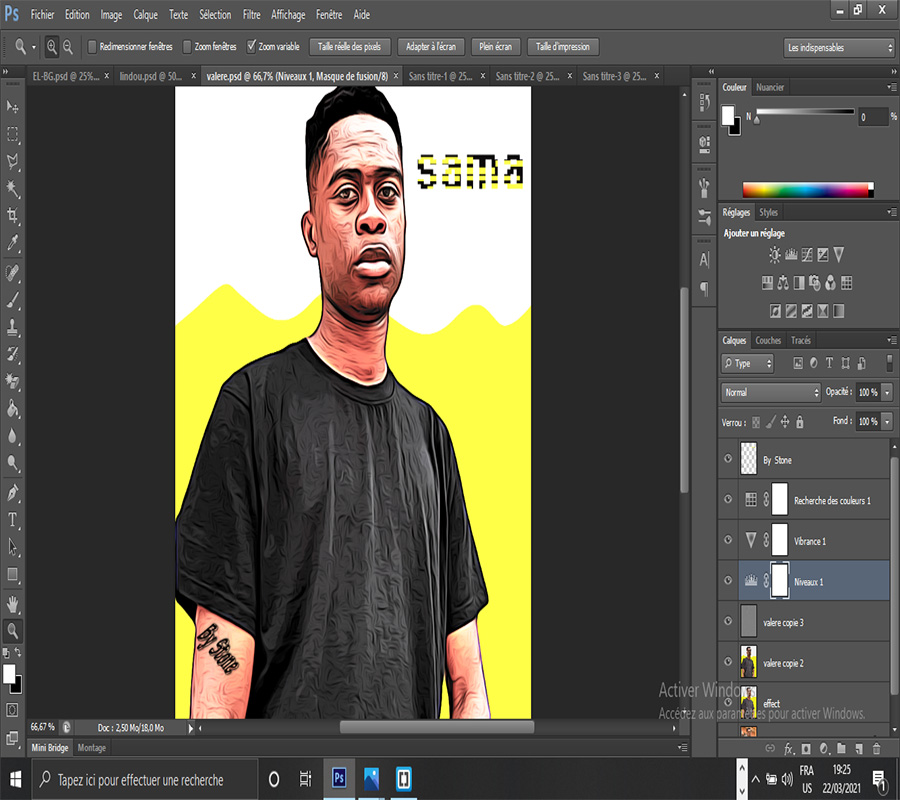 Ps Fichier Edition Image Calque Texte Sélection Filtre Affichage Fenêtre Aide
Redimensionner fenêtres Zoom fenêtres Zoom variable Taille réelle des pixels Adapter à l'écran Plein écran Taille d'impression Les indispensables
EL-BG.psd @ 25%... × lindou.psd @ 50... × valere.psd @ 66,7% (Niveaux 1, Masque de fusion/8) × Sans titre-1 @ 25... × Sans titre-2 @ 25... × Sans titre-3 @ 25... ×
Couleur Nuancier
N 0 %
sama
Réglages Styles
Ajouter un réglage
Calques Couches Tracés
Type
Normal Opacité : 100 %
Verrou : Fond : 100 %
By Stone
Recherche des couleurs 1
Vibrance 1
Niveaux 1
valere copie 3
By Stone
valere copie 2
effect
Activer Windo
Accédez aux paramètres pour activer Windows.
66,67 % Doc : 2,50 Mo/18,0 Mo
Mini Bridge Montage
Tapez ici pour effectuer une recherche
Ps
FRA 19:25
US 22/03/2021
1